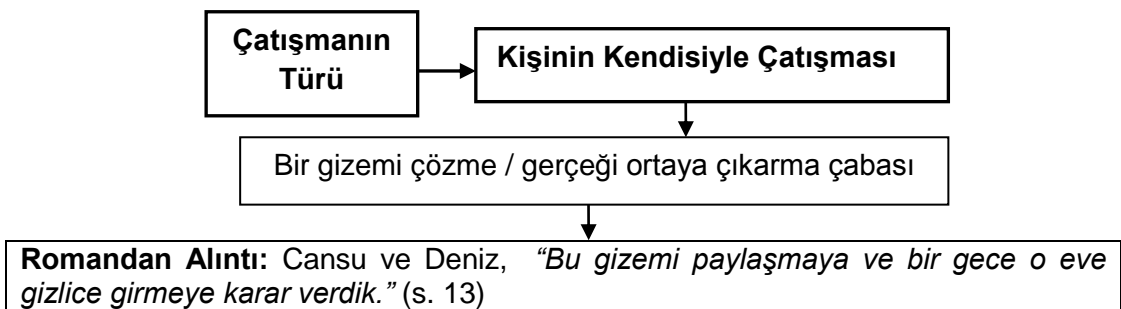 Çatışmanın
Türü
Kişinin Kendisiyle Çatışması
Bir gizemi çözme / gerçeği ortaya çıkarma çabası
Romandan Alıntı: Cansu ve Deniz, “Bu gizemi paylaşmaya ve bir gece o eve
gizlice girmeye karar verdik.” (s. 13)